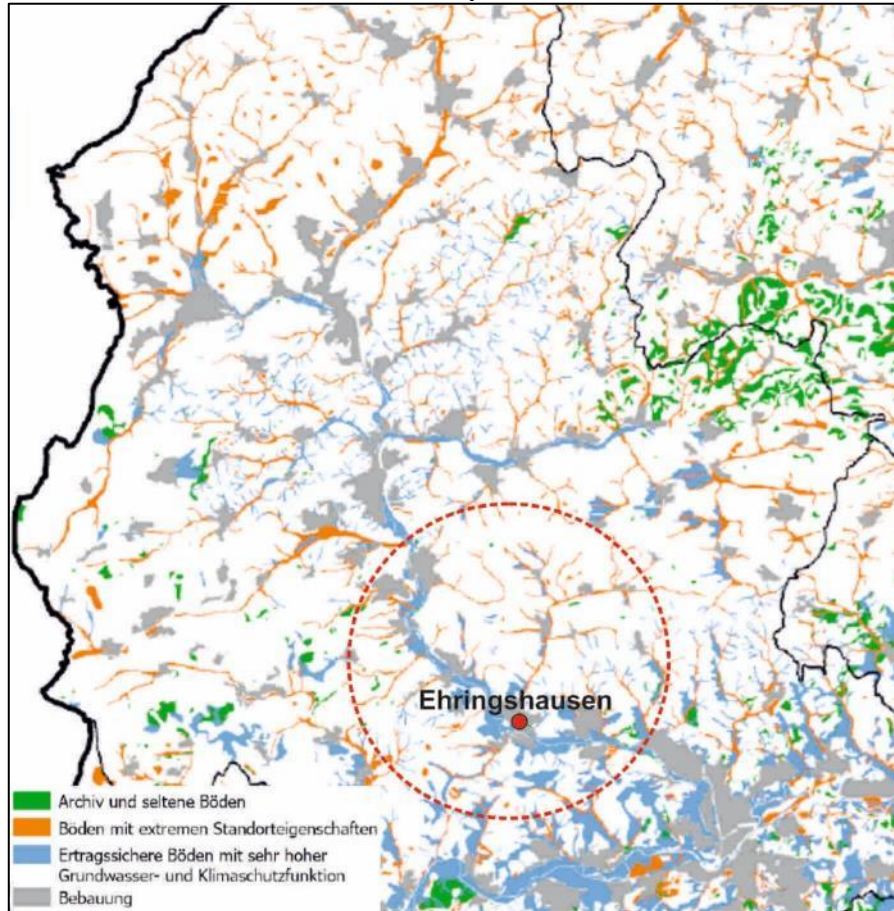 Ehringshausen
Archiv und seltene Böden
Böden mit extremen Standorteigenschaften
Ertragssichere Böden mit sehr hoher
Grundwasser- und Klimaschutzfunktion
Bebauung